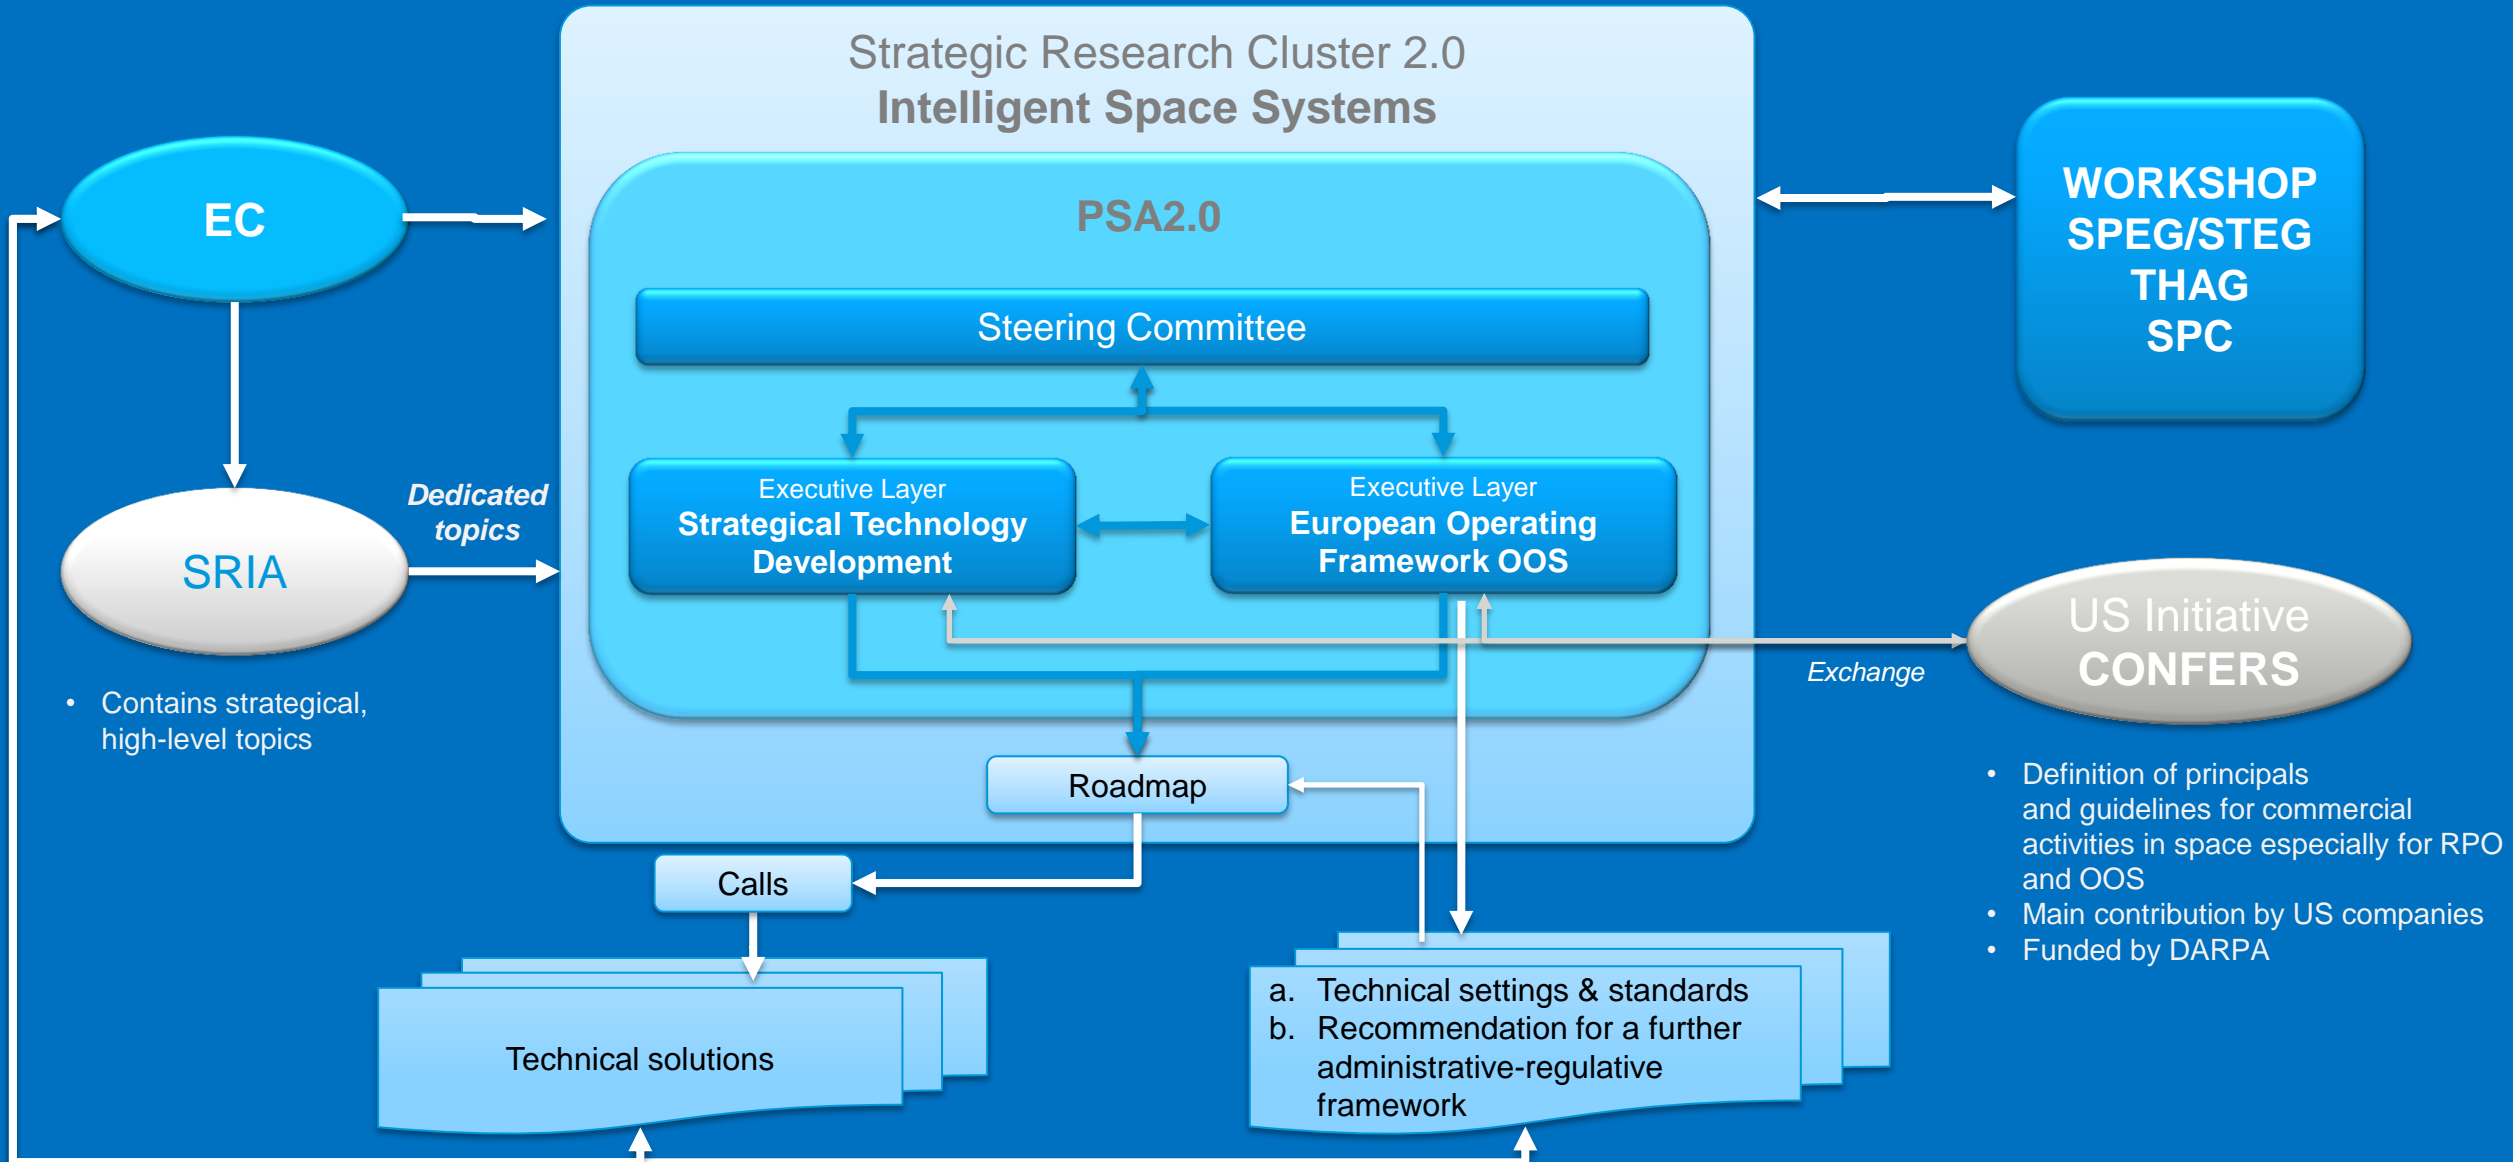 Strategic Research Cluster 2.0
Intelligent Space Systems
PSA2.0
EC
WORKSHOP
SPEG/STEG
THAG
SPC
Steering Committee
Executive Layer
Strategical Technology
Development
Executive Layer
European Operating
Framework OOS
Dedicated
topics
SRIA
• Contains strategical,
high-level topics
US Initiative
CONFERS
Exchange
• Definition of principals
and guidelines for commercial
activities in space especially for RPO
and OOS
• Main contribution by US companies
• Funded by DARPA
Roadmap
Calls
Technical solutions
a. Technical settings & standards
b. Recommendation for a further
administrative-regulative
framework